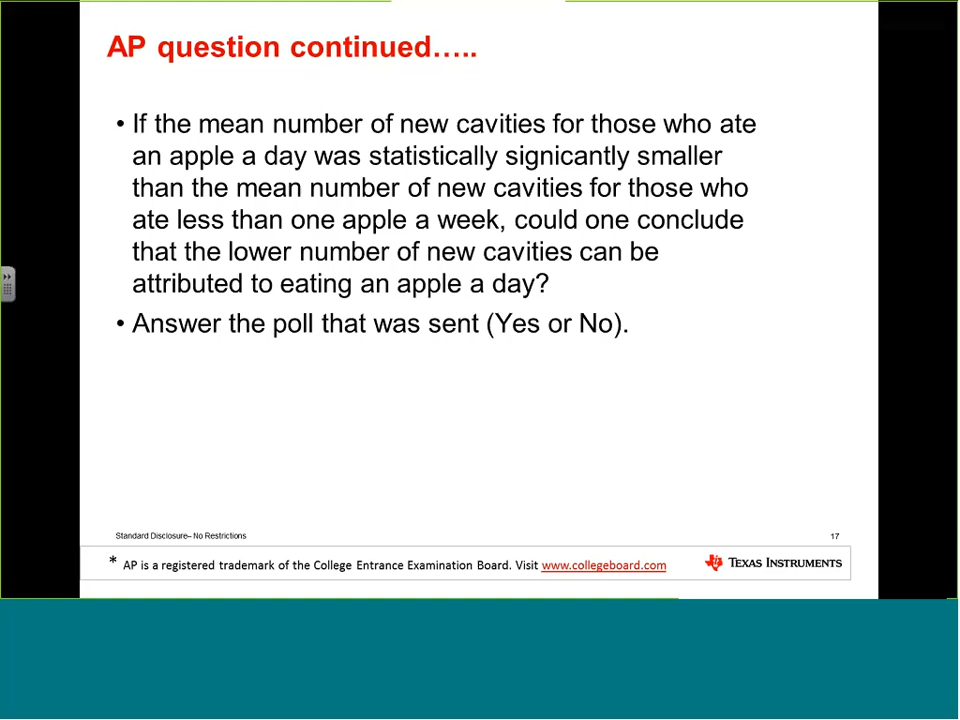 AP question continued…..
• If the mean number of new cavities for those who ate
an apple a day was statistically signicantly smaller
than the mean number of new cavities for those who
ate less than one apple a week, could one conclude
that the lower number of new cavities can be
attributed to eating an apple a day?
• Answer the poll that was sent (Yes or No).
Standard Disclosure– No Restrictions
17
* AP is a registered trademark of the College Entrance Examination Board. Visit www.collegeboard.com
TEXAS INSTRUMENTS